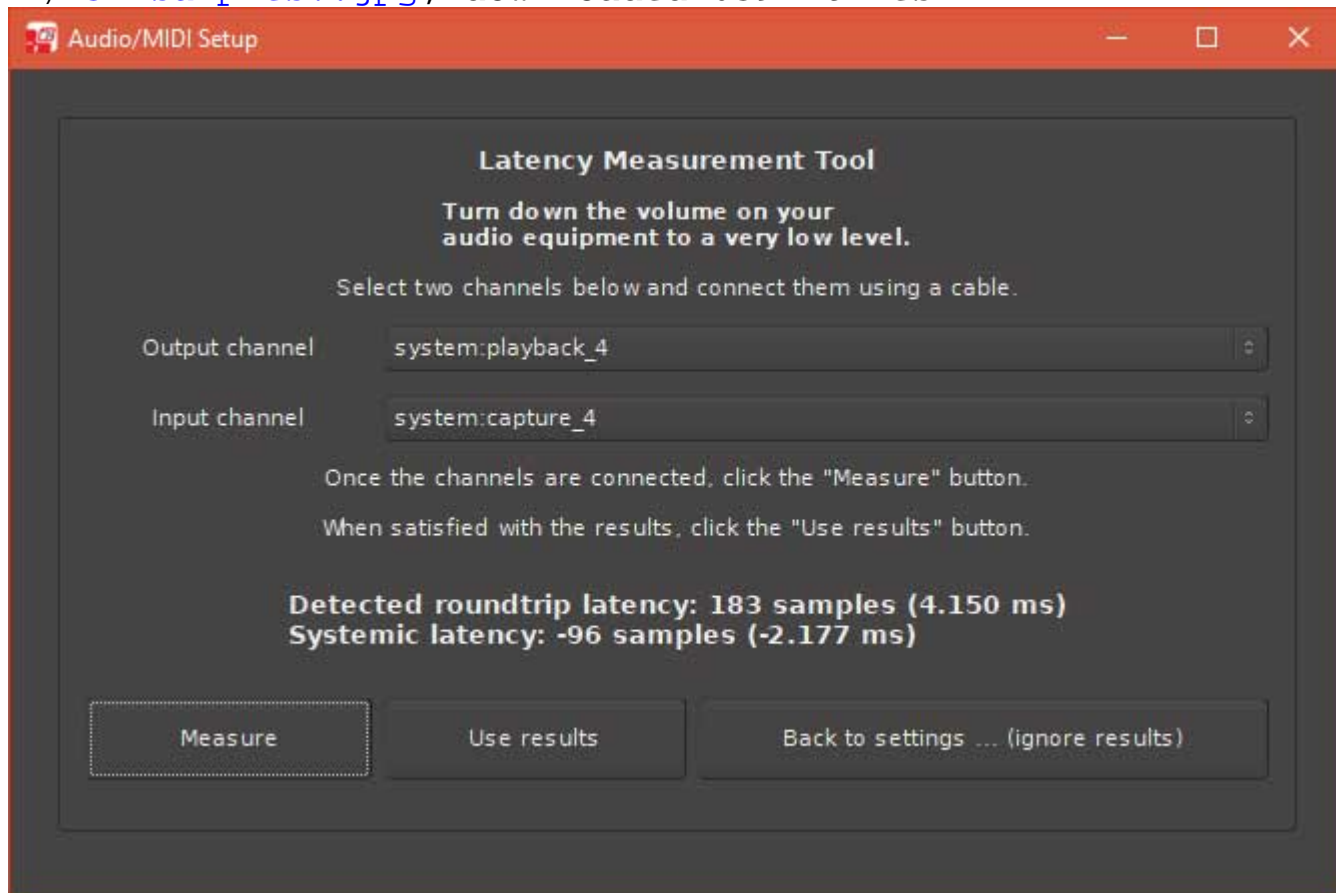 Audio/MIDI Setup
Latency Measurement Tool
Turn down the volume on your
audio equipment to a very low level.
Select two channels below and connect them using a cable.
Output channel system:playback_4
Input channel system:capture_4
Once the channels are connected, click the "Measure" button.
When satisfied with the results, click the "Use results" button.
Detected roundtrip latency: 183 samples (4.150 ms)
Systemic latency: -96 samples (-2.177 ms)
Measure Use results Back to settings ... (ignore results)